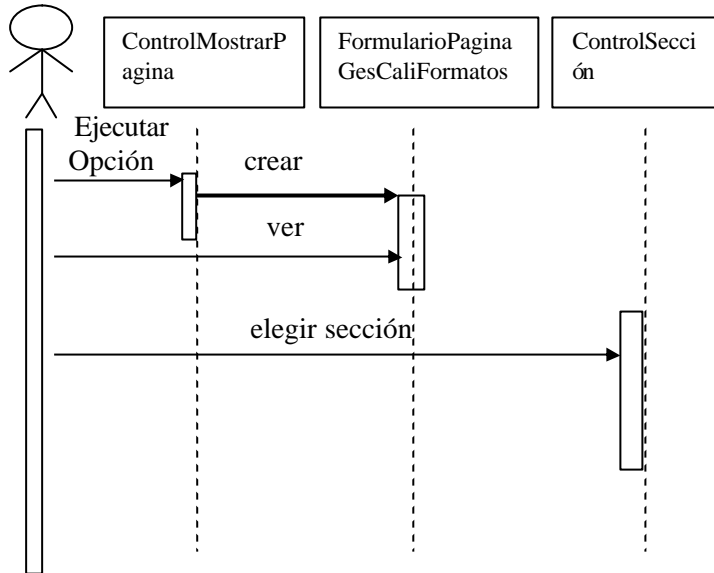 ControlMostrarP
agina
FormularioPagina
GesCaliFormatos
ControlSecci
ón
Ejecutar
Opción
crear
ver
elegir sección